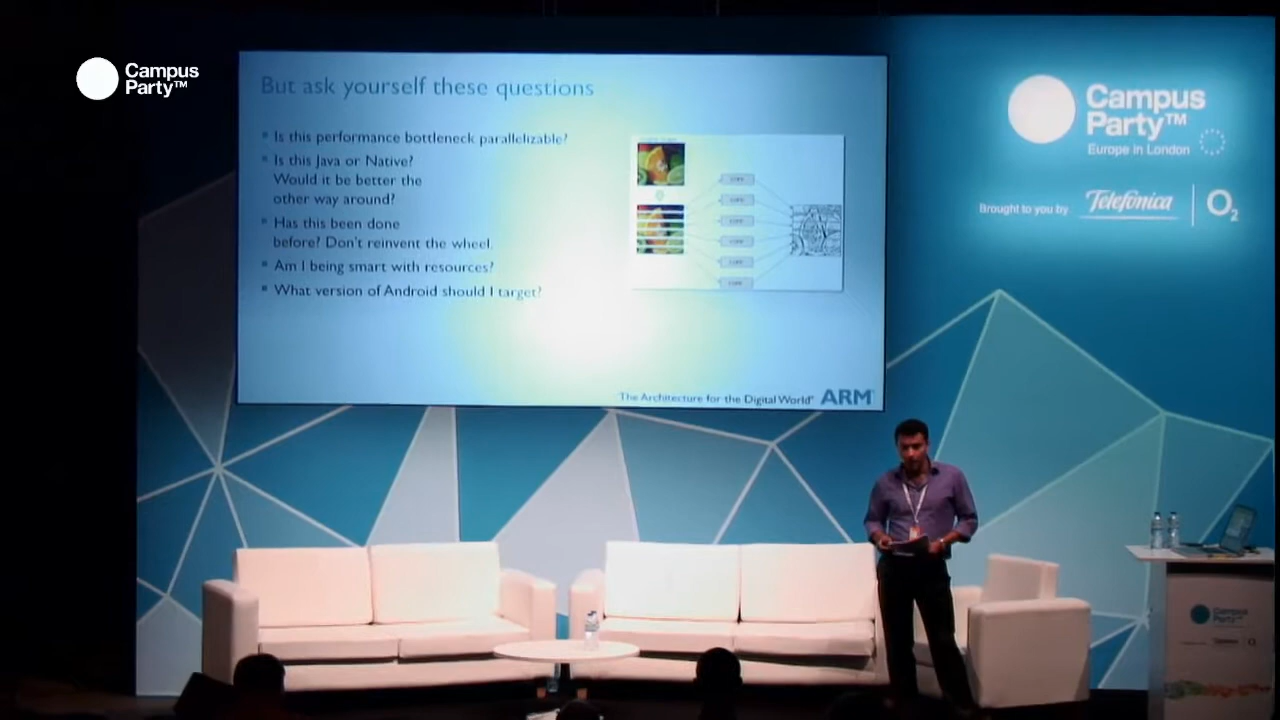 Campus
Party™
But ask yourself these questions
Is this performance bottleneck parallelizable?
Is this Java or Native?
Would it be better the
other way around?
Has this been done
before? Don't reinvent the wheel.
Am I being smart with resources?
What version of Android should I target?
The Architecture for the Digital World® ARM®
Campus
Party™
Europe in London
Brought to you by Telefónica O2
Campus
Party